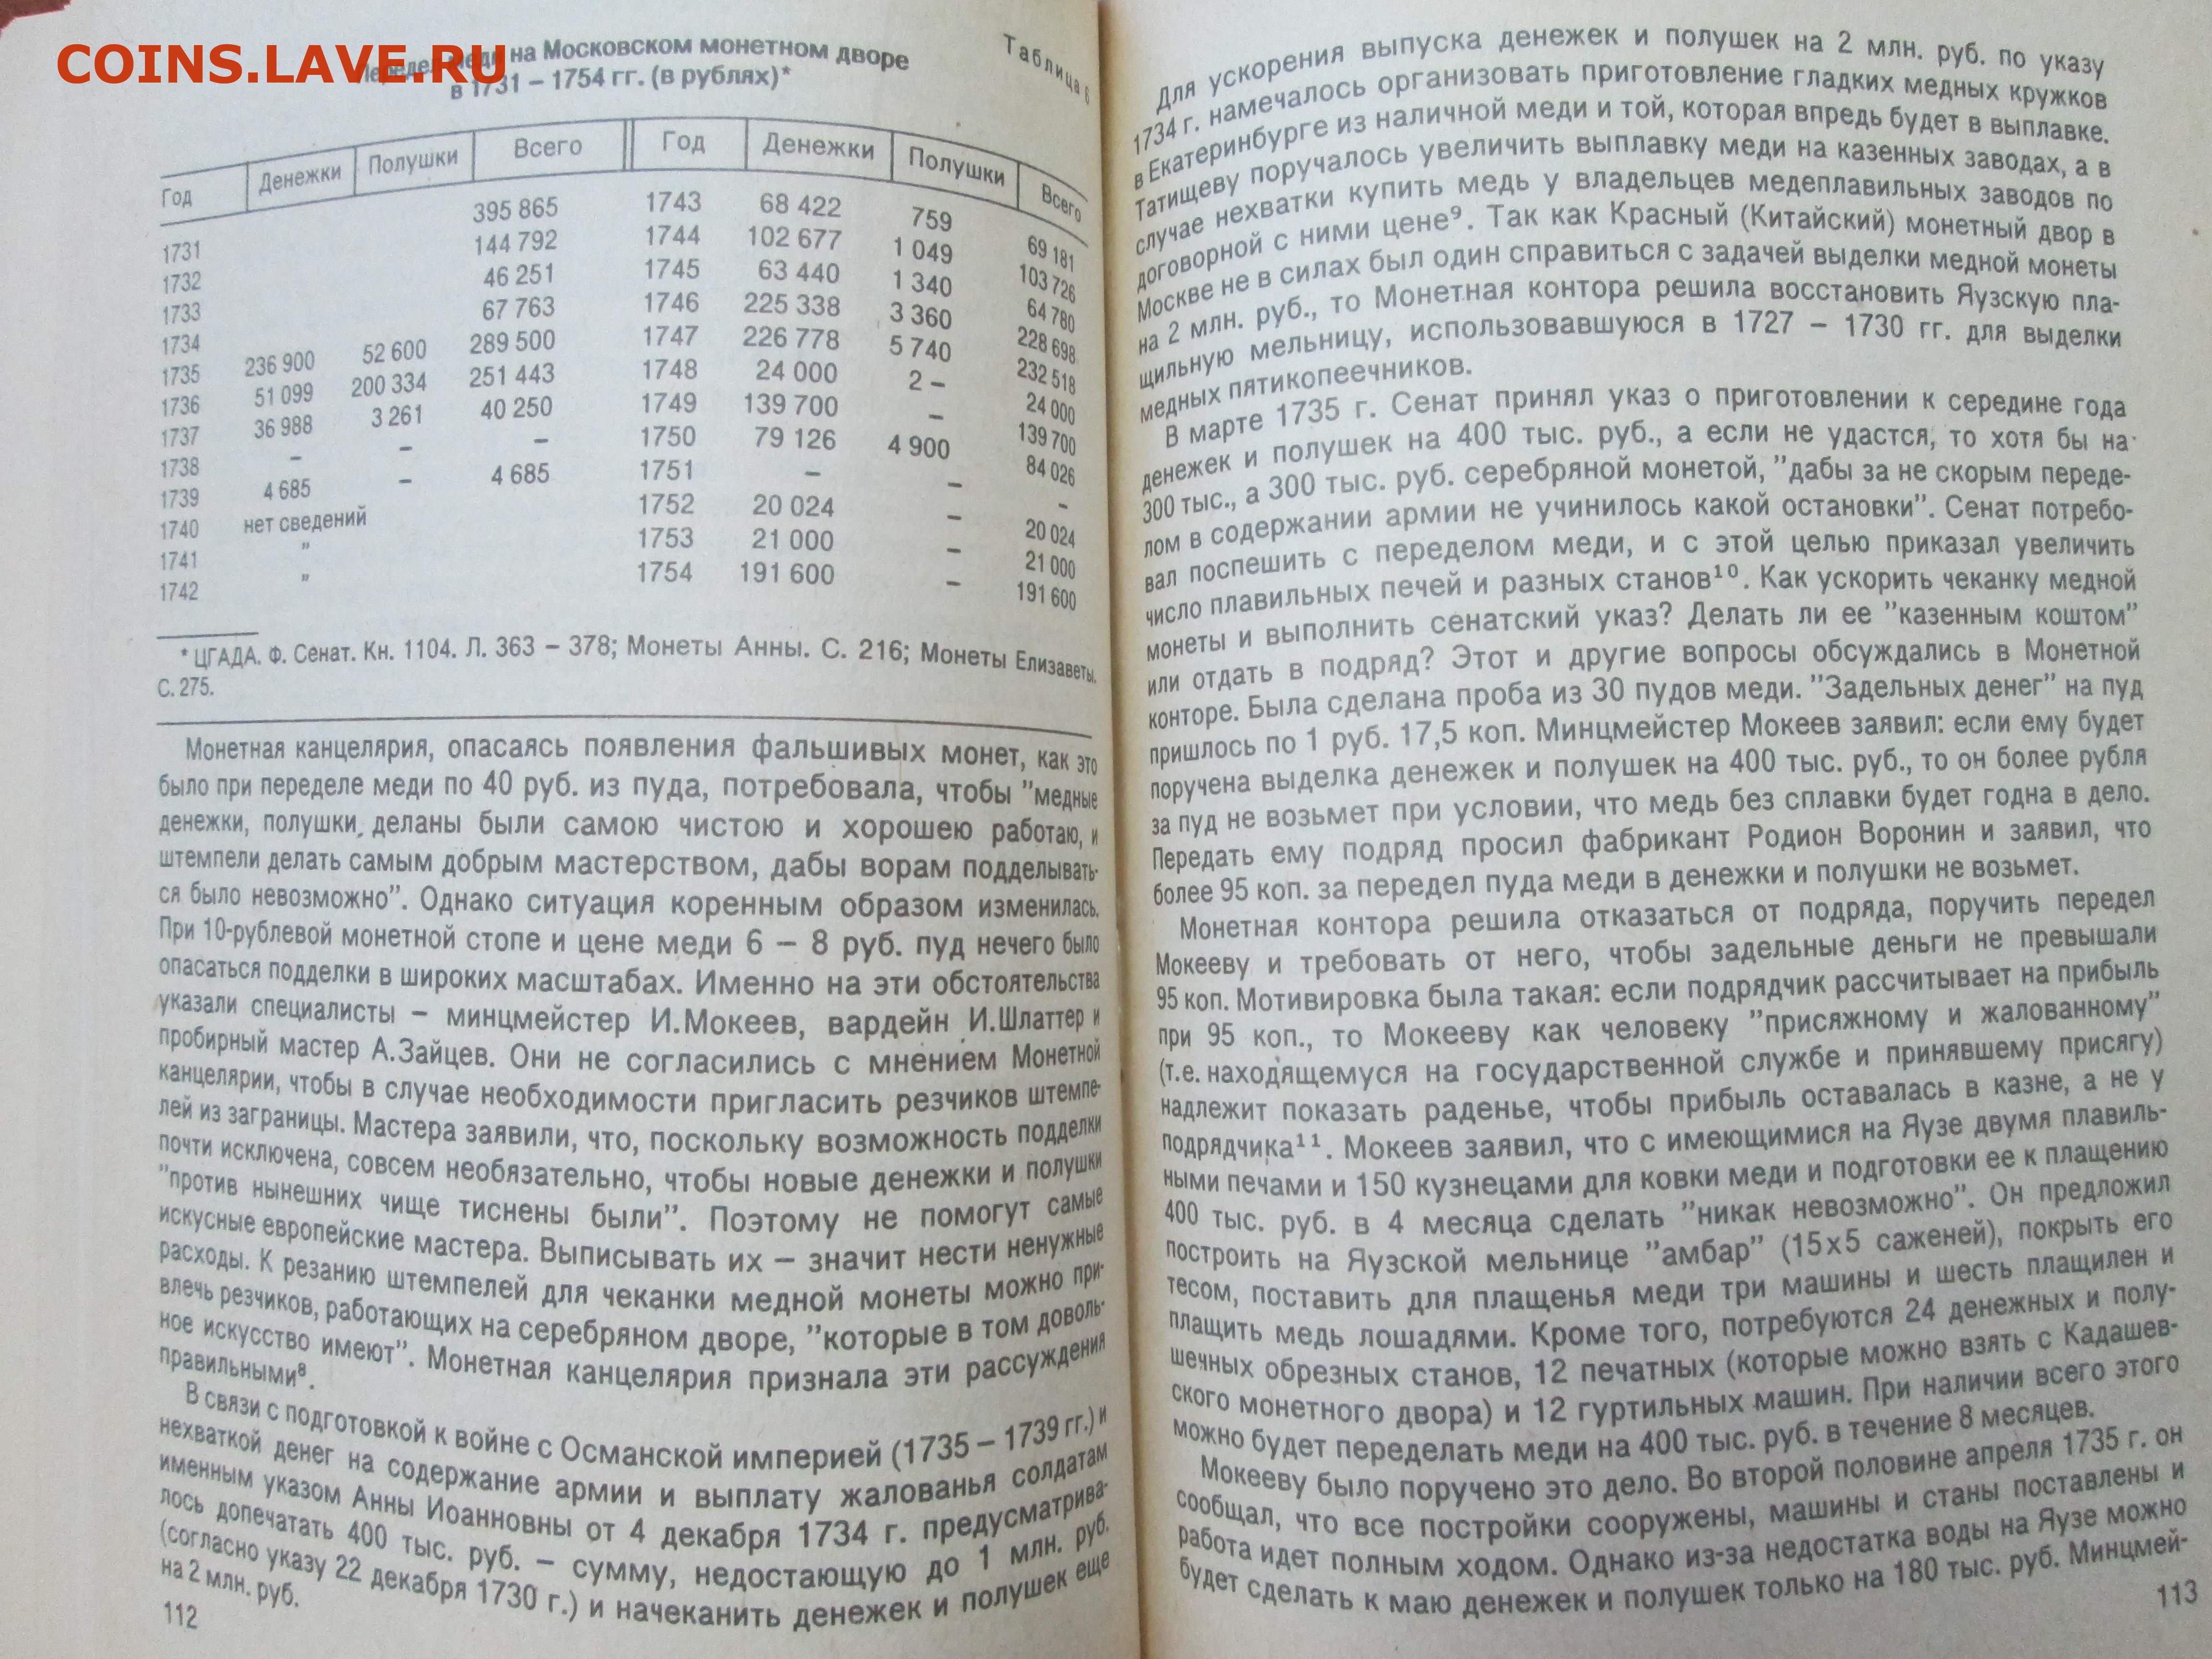 COINS.LAVE.RU
Таблица 6
Передел меди на Московском монетном дворе
в 1731 – 1754 гг. (в рублях)*
Год Денежки Полушки Всего Год Денежки Полушки Всего
1731 395 865 1743 68 422 759 69 181
1732 144 792 1744 102 677 1 049 103 726
1733 46 251 1745 63 440 1 340 64 780
1734 67 763 1746 225 338 3 360 228 698
1735 236 900 52 600 289 500 1747 226 778 5 740 232 518
1736 51 099 200 334 251 443 1748 24 000 2 – 24 000
1737 36 988 3 261 40 250 1749 139 700 – 139 700
1738 – – – 1750 79 126 4 900 84 026
1739 4 685 – 4 685 1751 – – –
1740 нет сведений 1752 20 024 – 20 024
1741 " 1753 21 000 – 21 000
1742 " 1754 191 600 – 191 600
* ЦГАДА. Ф. Сенат. Кн. 1104. Л. 363 – 378; Монеты Анны. С. 216; Монеты Елизаветы.
С. 275.
Монетная канцелярия, опасаясь появления фальшивых монет, как это
было при переделе меди по 40 руб. из пуда, потребовала, чтобы "медные
денежки, полушки деланы были самою чистою и хорошею работаю, и
штемпели делать самым добрым мастерством, дабы ворам подделывать-
ся было невозможно". Однако ситуация коренным образом изменилась.
При 10-рублевой монетной стопе и цене меди 6 – 8 руб. пуд нечего было
опасаться подделки в широких масштабах. Именно на эти обстоятельства
указали специалисты – минцмейстер И.Мокеев, вардейн И.Шлаттер и
пробирный мастер А.Зайцев. Они не согласились с мнением Монетной
канцелярии, чтобы в случае необходимости пригласить резчиков штемпе-
лей из заграницы. Мастера заявили, что, поскольку возможность подделки
почти исключена, совсем необязательно, чтобы новые денежки и полушки
"против нынешних чище тиснены были". Поэтому не помогут самые
искусные европейские мастера. Выписывать их – значит нести ненужные
расходы. К резанию штемпелей для чеканки медной монеты можно при-
влечь резчиков, работающих на серебряном дворе, "которые в том доволь-
ное искусство имеют". Монетная канцелярия признала эти рассуждения
правильными⁸.
В связи с подготовкой к войне с Османской империей (1735 – 1739 гг.) и
нехваткой денег на содержание армии и выплату жалованья солдатам
именным указом Анны Иоанновны от 4 декабря 1734 г. предусматрива-
лось допечатать 400 тыс. руб. – сумму, недостающую до 1 млн. руб.
(согласно указу 22 декабря 1730 г.) и начеканить денежек и полушек еще
на 2 млн. руб.
112
Для ускорения выпуска денежек и полушек на 2 млн. руб. по указу
1734 г. намечалось организовать приготовление гладких медных кружков
в Екатеринбурге из наличной меди и той, которая впредь будет в выплавке.
Татищеву поручалось увеличить выплавку меди на казенных заводах, а в
случае нехватки купить медь у владельцев медеплавильных заводов по
договорной с ними цене⁹. Так как Красный (Китайский) монетный двор в
Москве не в силах был один справиться с задачей выделки медной монеты
на 2 млн. руб., то Монетная контора решила восстановить Яузскую пла-
щильную мельницу, использовавшуюся в 1727 – 1730 гг. для выделки
медных пятикопеечников.
В марте 1735 г. Сенат принял указ о приготовлении к середине года
денежек и полушек на 400 тыс. руб., а если не удастся, то хотя бы на
300 тыс., а 300 тыс. руб. серебряной монетой, "дабы за не скорым переде-
лом в содержании армии не учинилось какой остановки". Сенат потребо-
вал поспешить с переделом меди, и с этой целью приказал увеличить
число плавильных печей и разных станов¹⁰. Как ускорить чеканку медной
монеты и выполнить сенатский указ? Делать ли ее "казенным коштом"
или отдать в подряд? Этот и другие вопросы обсуждались в Монетной
конторе. Была сделана проба из 30 пудов меди. "Задельных денег" на пуд
пришлось по 1 руб. 17,5 коп. Минцмейстер Мокеев заявил: если ему будет
поручена выделка денежек и полушек на 400 тыс. руб., то он более рубля
за пуд не возьмет при условии, что медь без сплавки будет годна в дело.
Передать ему подряд просил фабрикант Родион Воронин и заявил, что
более 95 коп. за передел пуда меди в денежки и полушки не возьмет.
Монетная контора решила отказаться от подряда, поручить передел
Мокееву и требовать от него, чтобы задельные деньги не превышали
95 коп. Мотивировка была такая: если подрядчик рассчитывает на прибыль
при 95 коп., то Мокееву как человеку "присяжному и жалованному"
(т.е. находящемуся на государственной службе и принявшему присягу)
надлежит показать раденье, чтобы прибыль оставалась в казне, а не у
подрядчика¹¹. Мокеев заявил, что с имеющимися на Яузе двумя плавиль-
ными печами и 150 кузнецами для ковки меди и подготовки ее к плащению
400 тыс. руб. в 4 месяца сделать "никак невозможно". Он предложил
построить на Яузской мельнице "амбар" (15х5 саженей), покрыть его
тесом, поставить для плащенья меди три машины и шесть плащилен и
плащить медь лошадями. Кроме того, потребуются 24 денежных и полу-
шечных обрезных станов, 12 печатных (которые можно взять с Кадашев-
ского монетного двора) и 12 гуртильных машин. При наличии всего этого
можно будет переделать меди на 400 тыс. руб. в течение 8 месяцев.
Мокееву было поручено это дело. Во второй половине апреля 1735 г. он
сообщал, что все постройки сооружены, машины и станы поставлены и
работа идет полным ходом. Однако из-за недостатка воды на Яузе можно
будет сделать к маю денежек и полушек только на 180 тыс. руб. Минцмей-
113